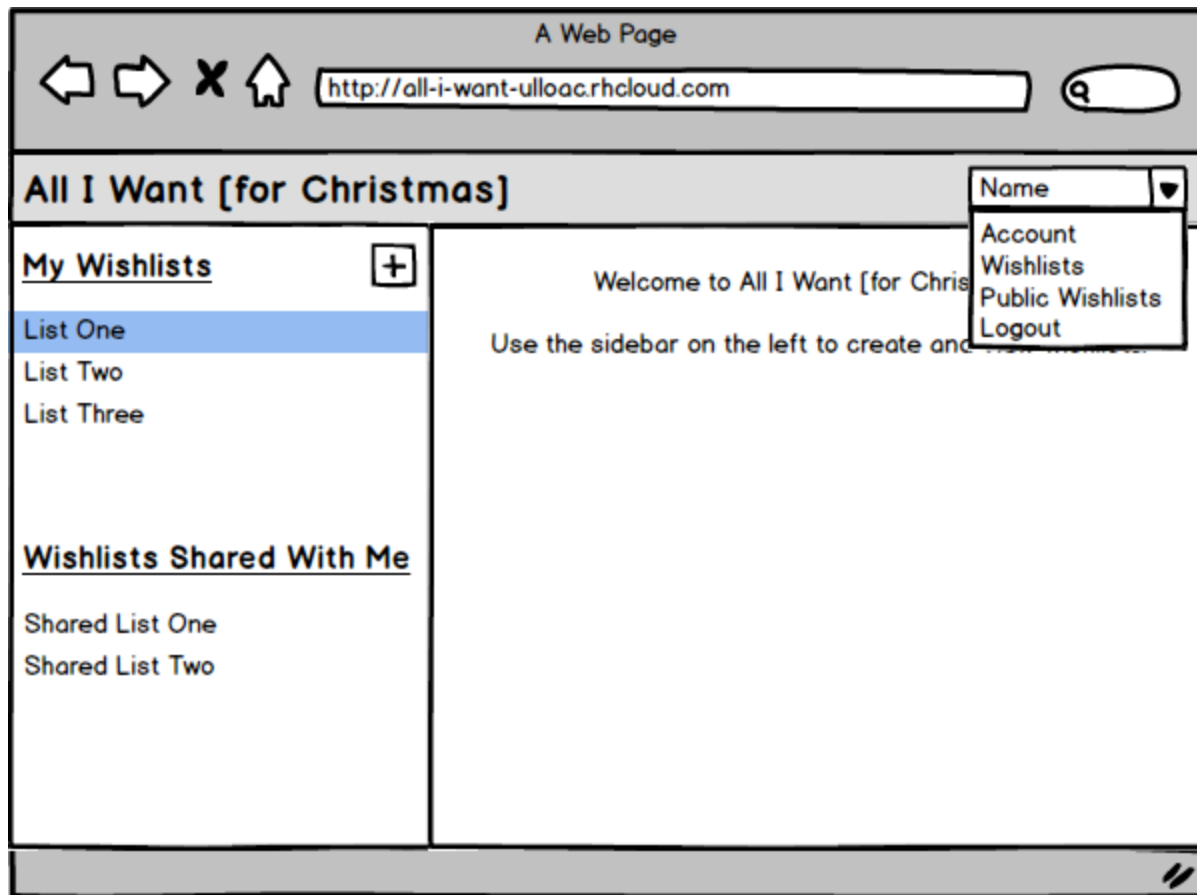 A Web Page
http://all-i-want-ulloac.rhcloud.com
All I Want [for Christmas]
Name
Account
Wishlists
Public Wishlists
Logout
My Wishlists
+
List One
List Two
List Three
Wishlists Shared With Me
Shared List One
Shared List Two
Welcome to All I Want [for Chris
Use the sidebar on the left to create and